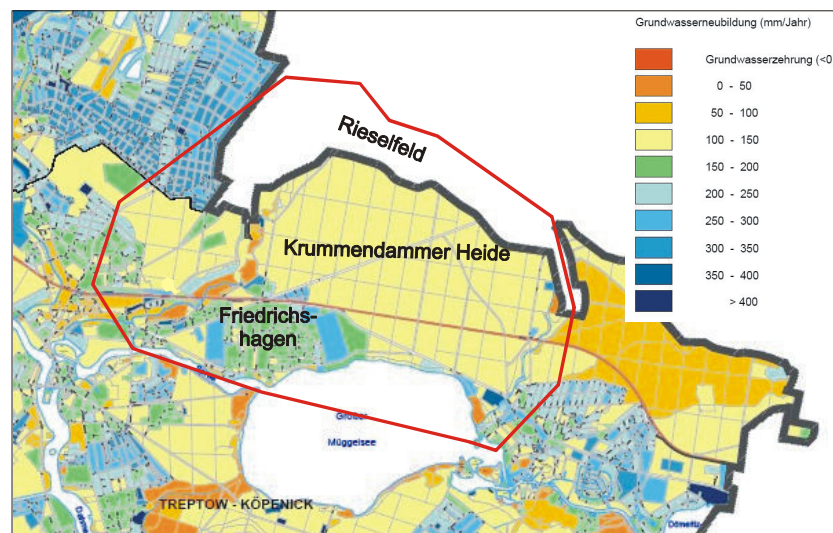 Grundwasserneubildung (mm/Jahr)
Grundwasserzehrung (<0
0 - 50
50 - 100
100 - 150
150 - 200
200 - 250
250 - 300
300 - 350
350 - 400
> 400
Rieselfeld
Krummendammer Heide
Friedrichs-
hagen
Großer
Müggelsee
TREPTOW - KÖPENICK